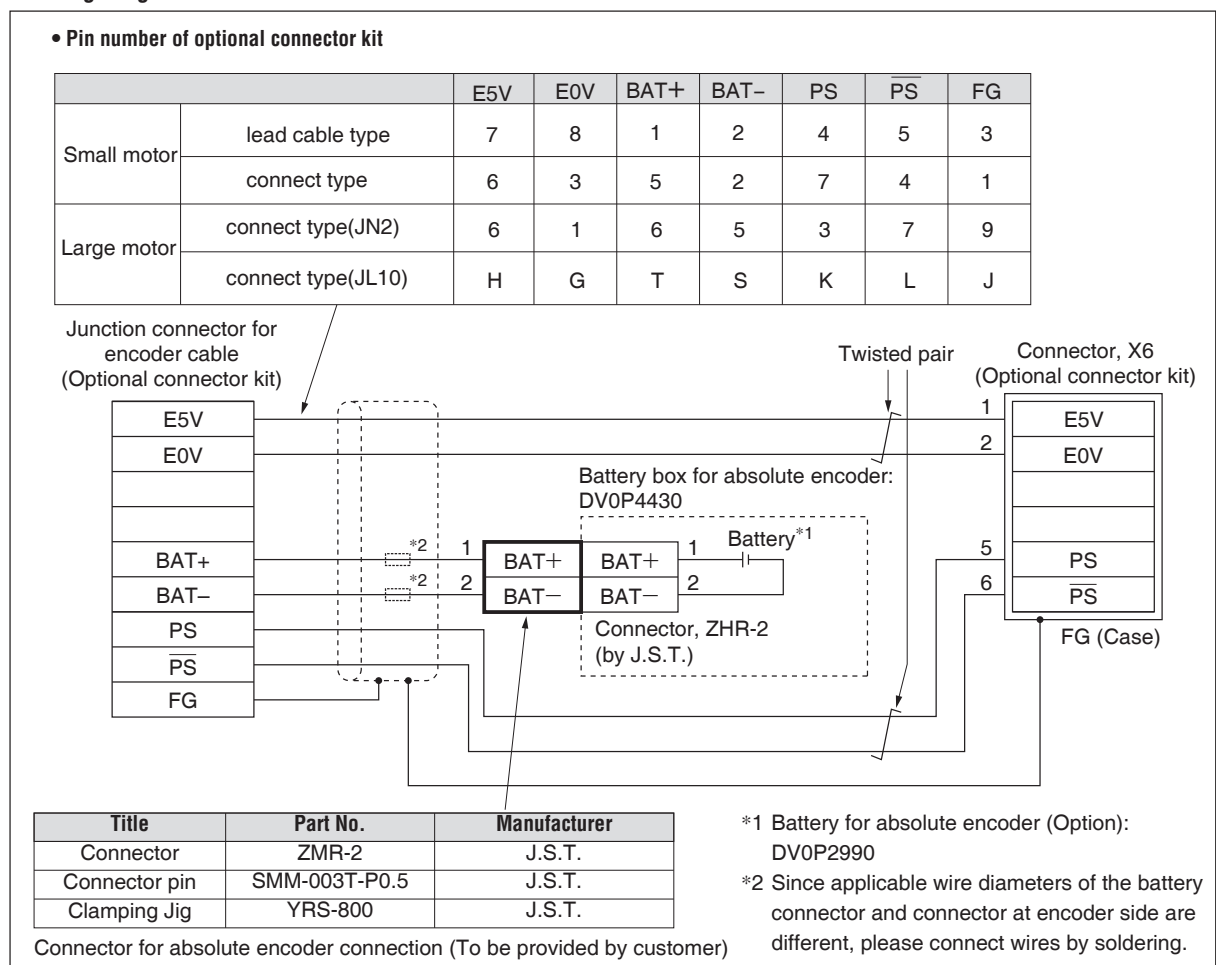 • Pin number of optional connector kit
E5V E0V BAT+ BAT− PS P̅S̅ FG
Small motor lead cable type 7 8 1 2 4 5 3
connect type 6 3 5 2 7 4 1
Large motor connect type(JN2) 6 1 6 5 3 7 9
connect type(JL10) H G T S K L J
Junction connector for
encoder cable
(Optional connector kit)
Twisted pair
Connector, X6
(Optional connector kit)
E5V 1 E5V
E0V 2 E0V
Battery box for absolute encoder:
DV0P4430
BAT+ *2 1 BAT+ BAT+ 1 Battery*1 5 PS
BAT− *2 2 BAT− BAT− 2 6 P̅S̅
PS
P̅S̅
FG
Connector, ZHR-2
(by J.S.T.)
FG (Case)
Title Part No. Manufacturer
Connector ZMR-2 J.S.T.
Connector pin SMM-003T-P0.5 J.S.T.
Clamping Jig YRS-800 J.S.T.
Connector for absolute encoder connection (To be provided by customer)
*1 Battery for absolute encoder (Option):
DV0P2990
*2 Since applicable wire diameters of the battery
connector and connector at encoder side are
different, please connect wires by soldering.